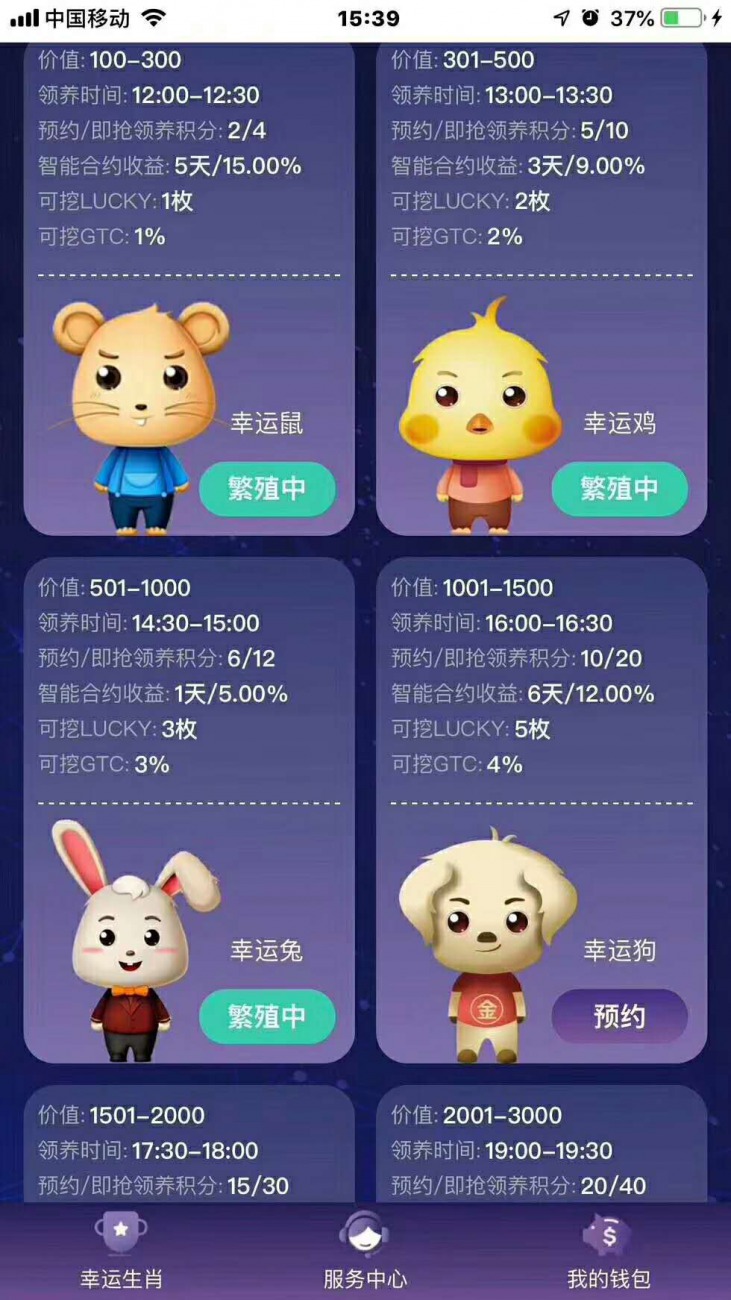 中国移动 15:39 37%
价值: 100-300
领养时间: 12:00-12:30
预约/即抢领养积分: 2/4
智能合约收益: 5天/15.00%
可挖LUCKY: 1枚
可挖GTC: 1%
幸运鼠
繁殖中
价值: 301-500
领养时间: 13:00-13:30
预约/即抢领养积分: 5/10
智能合约收益: 3天/9.00%
可挖LUCKY: 2枚
可挖GTC: 2%
幸运鸡
繁殖中
价值: 501-1000
领养时间: 14:30-15:00
预约/即抢领养积分: 6/12
智能合约收益: 1天/5.00%
可挖LUCKY: 3枚
可挖GTC: 3%
幸运兔
繁殖中
价值: 1001-1500
领养时间: 16:00-16:30
预约/即抢领养积分: 10/20
智能合约收益: 6天/12.00%
可挖LUCKY: 5枚
可挖GTC: 4%
金
幸运狗
预约
价值: 1501-2000
领养时间: 17:30-18:00
预约/即抢领养积分: 15/30
价值: 2001-3000
领养时间: 19:00-19:30
预约/即抢领养积分: 20/40
幸运生肖
服务中心
$
我的钱包